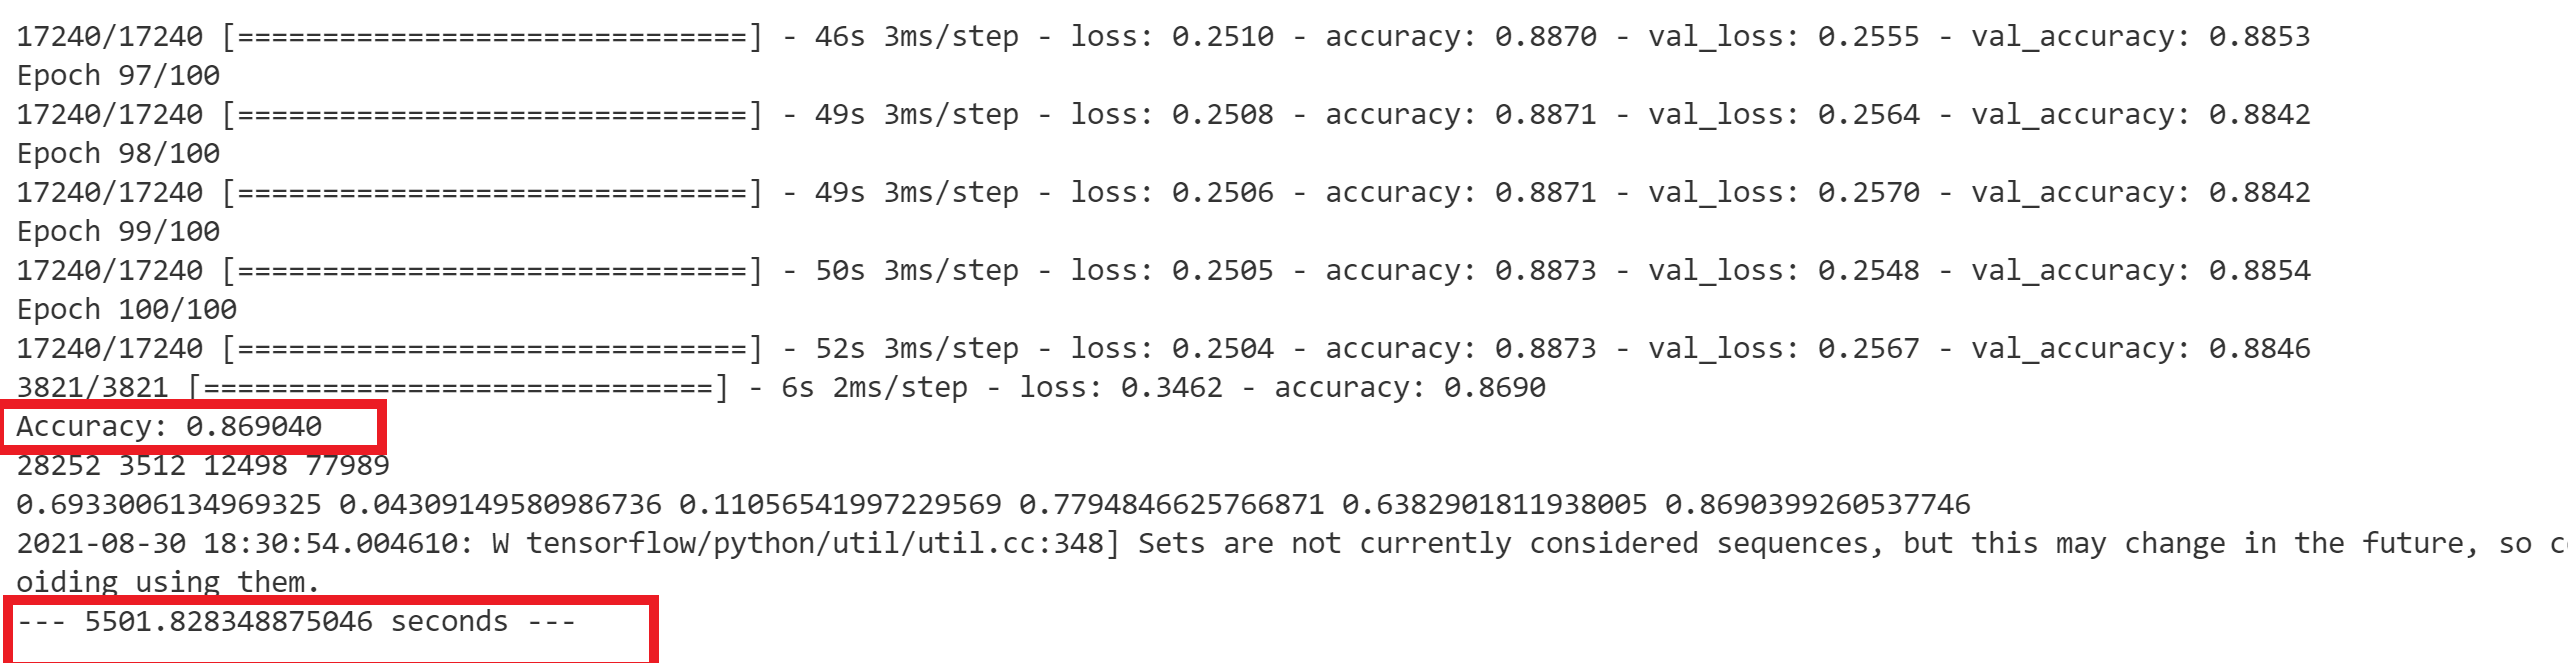 17240/17240 [==============================] - 46s 3ms/step - loss: 0.2510 - accuracy: 0.8870 - val_loss: 0.2555 - val_accuracy: 0.8853
Epoch 97/100
17240/17240 [==============================] - 49s 3ms/step - loss: 0.2508 - accuracy: 0.8871 - val_loss: 0.2564 - val_accuracy: 0.8842
Epoch 98/100
17240/17240 [==============================] - 49s 3ms/step - loss: 0.2506 - accuracy: 0.8871 - val_loss: 0.2570 - val_accuracy: 0.8842
Epoch 99/100
17240/17240 [==============================] - 50s 3ms/step - loss: 0.2505 - accuracy: 0.8873 - val_loss: 0.2548 - val_accuracy: 0.8854
Epoch 100/100
17240/17240 [==============================] - 52s 3ms/step - loss: 0.2504 - accuracy: 0.8873 - val_loss: 0.2567 - val_accuracy: 0.8846
3821/3821 [==============================] - 6s 2ms/step - loss: 0.3462 - accuracy: 0.8690
Accuracy: 0.869040
28252 3512 12498 77989
0.6933006134969325 0.04309149580986736 0.11056541997229569 0.7794846625766871 0.6382901811938005 0.8690399260537746
2021-08-30 18:30:54.004610: W tensorflow/python/util/util.cc:348] Sets are not currently considered sequences, but this may change in the future, so
oiding using them.
--- 5501.828348875046 seconds ---